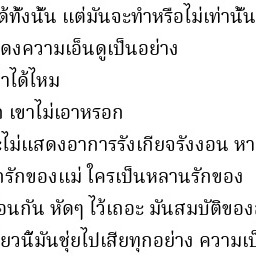 ด้ทั้งนั้น แต่มันจะทำหรือไม่เท่านั้น
ดงความเอ็นดูเป็นอย่าง
าได้ไหม
เขาไม่เอาหรอก
ไม่แสดงอาการรังเกียจรังงอน หา
รักของแม่ ใครเป็นหลานรักของ
อนกัน หัดๆ ไว้เถอะ มันสมบัติของ
ยวนี้มันชุ่ยไปเสียทุกอย่าง ความเป็